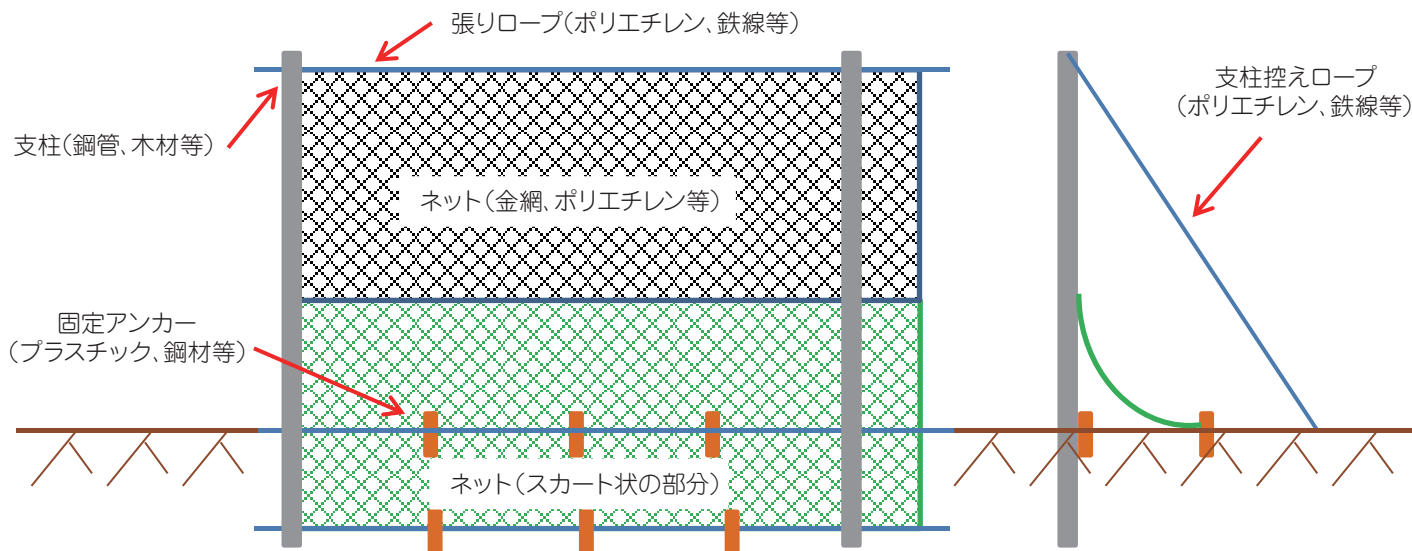 張りロープ（ポリエチレン、鉄線等）
支柱控えロープ
（ポリエチレン、鉄線等）
支柱（鋼管、木材等）
ネット（金網、ポリエチレン等）
固定アンカー
（プラスチック、鋼材等）
ネット（スカート状の部分）